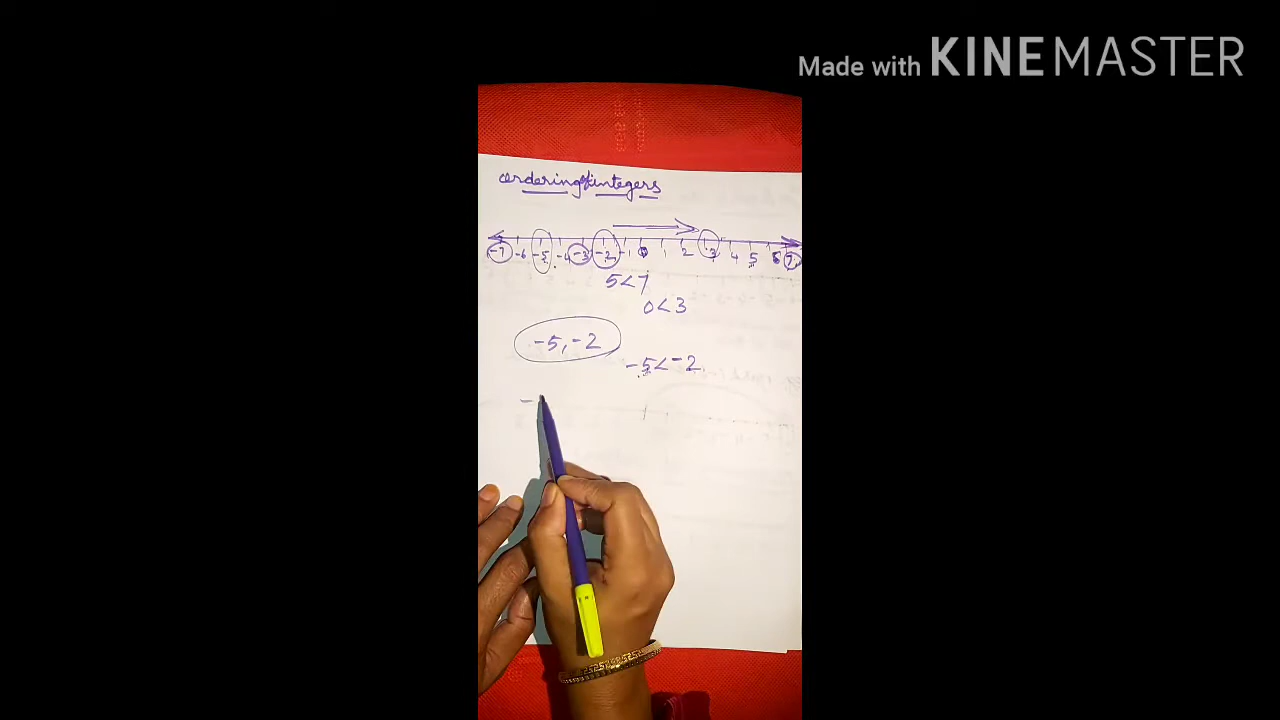 Made with KINEMASTER
ordering of integers
-7 -6 -5 -4 -3 -2 -1 0 1 2 3 4 5 6 7
5<7
0<3
-5, -2
-5<-2
-